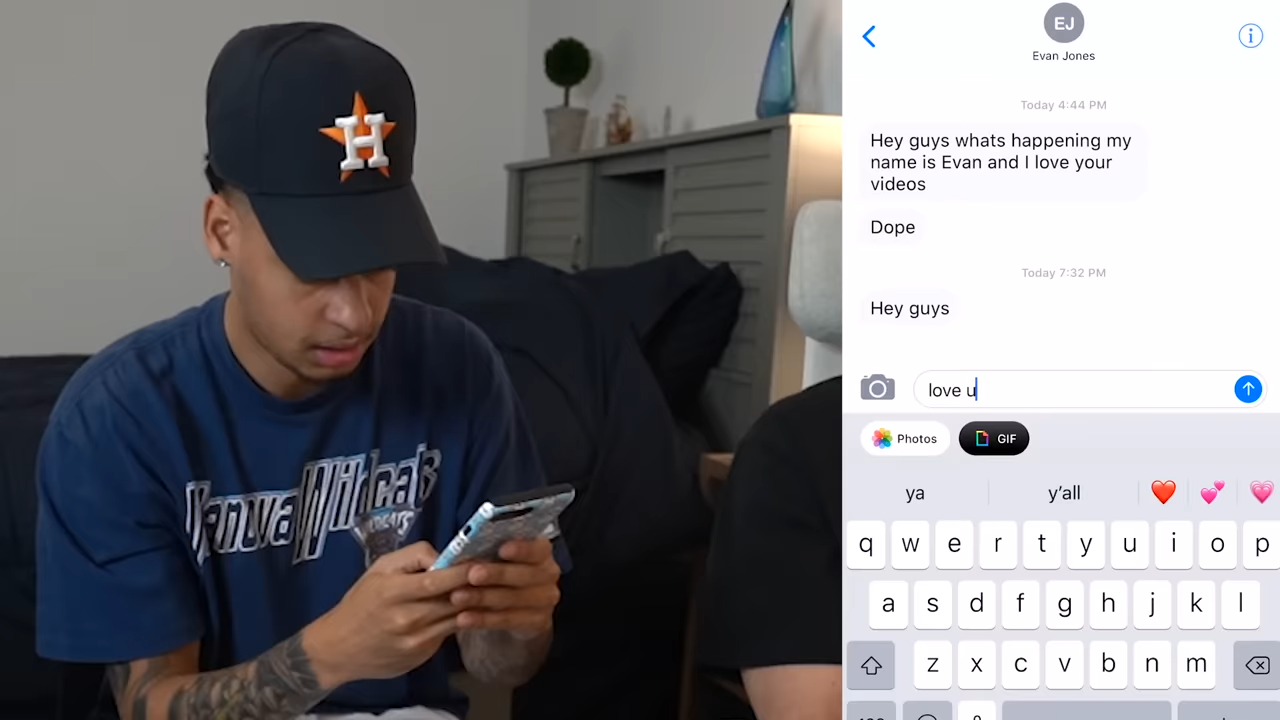 H
Wildcats
EJ
Evan Jones
Today 4:44 PM
Hey guys whats happening my
name is Evan and I love your
videos
Dope
Today 7:32 PM
Hey guys
love u
Photos
GIF
ya y'all
q w e r t y u i o p
a s d f g h j k l
z x c v b n m